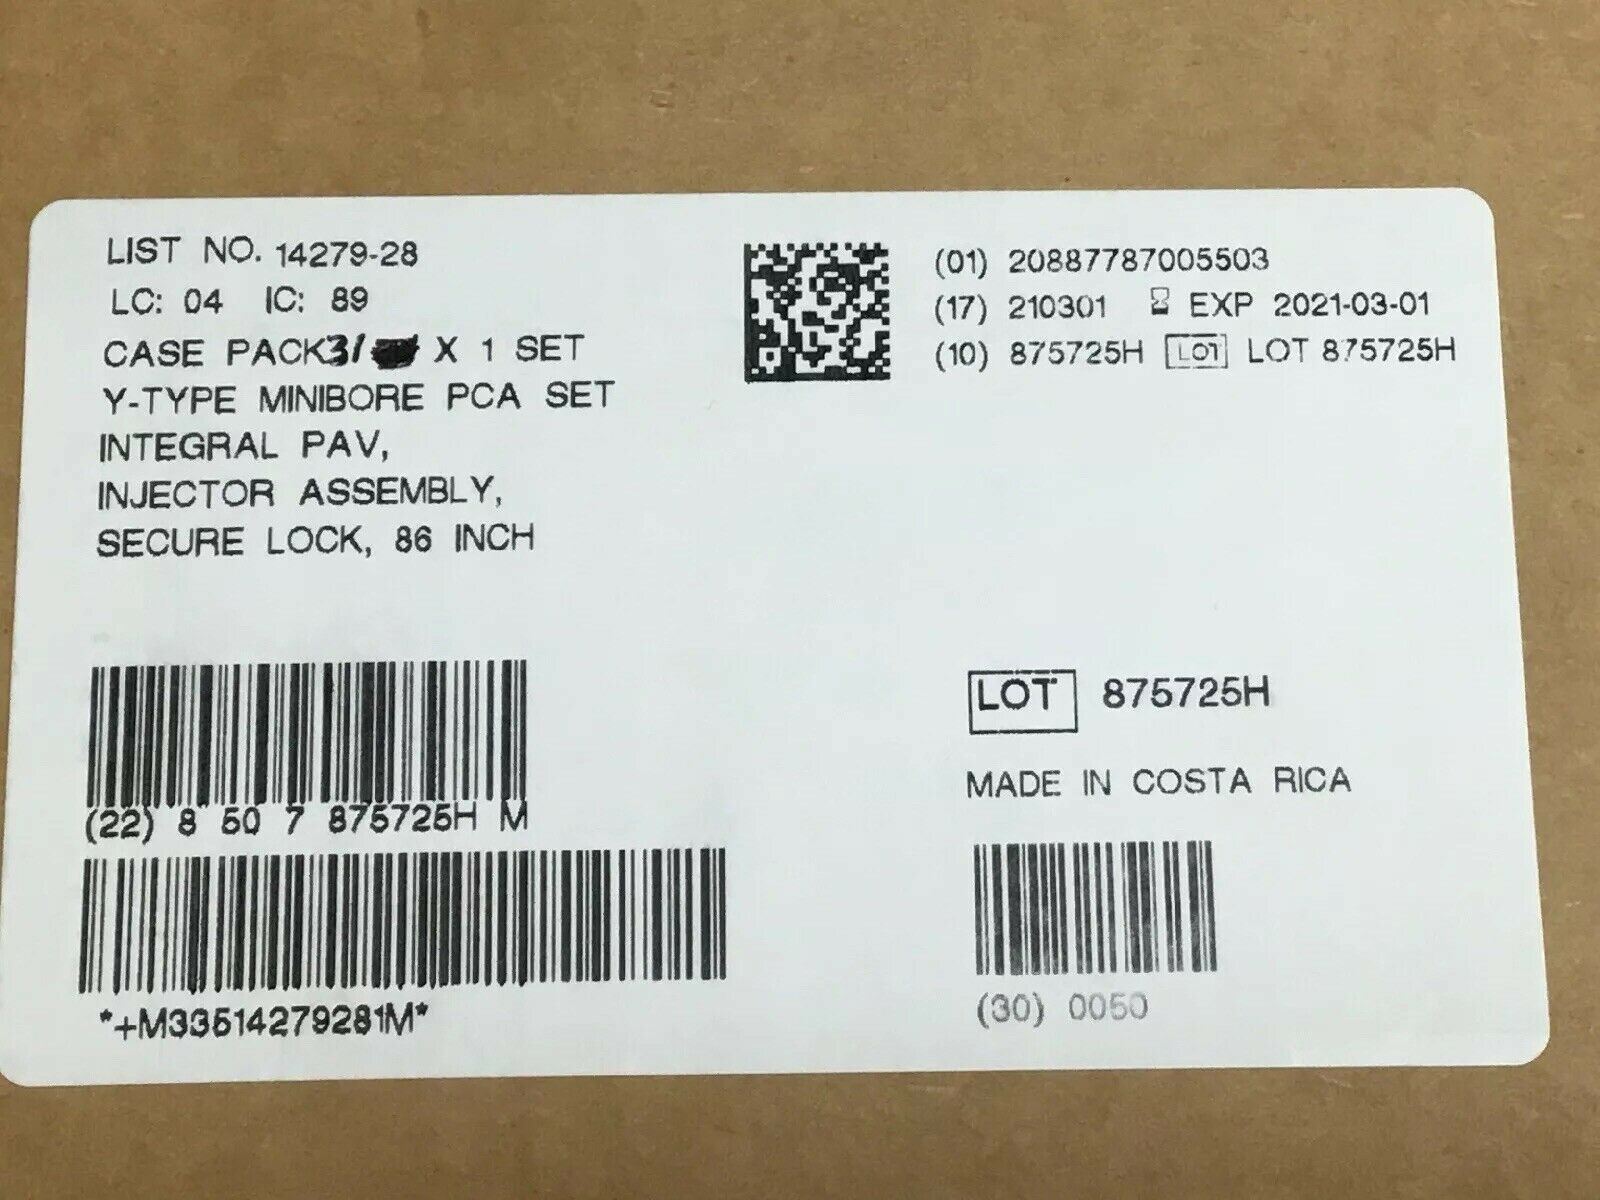 LIST NO. 14279-28
LC: 04 IC: 89
CASE PACK 31 X 1 SET
Y-TYPE MINIBORE PCA SET
INTEGRAL PAV,
INJECTOR ASSEMBLY,
SECURE LOCK, 86 INCH
(01) 20887787005503
(17) 210301 EXP 2021-03-01
(10) 875725H LOT LOT 875725H
(22) 8 50 7 875725H M
*+M33514279281M*
LOT 875725H
MADE IN COSTA RICA
(30) 0050